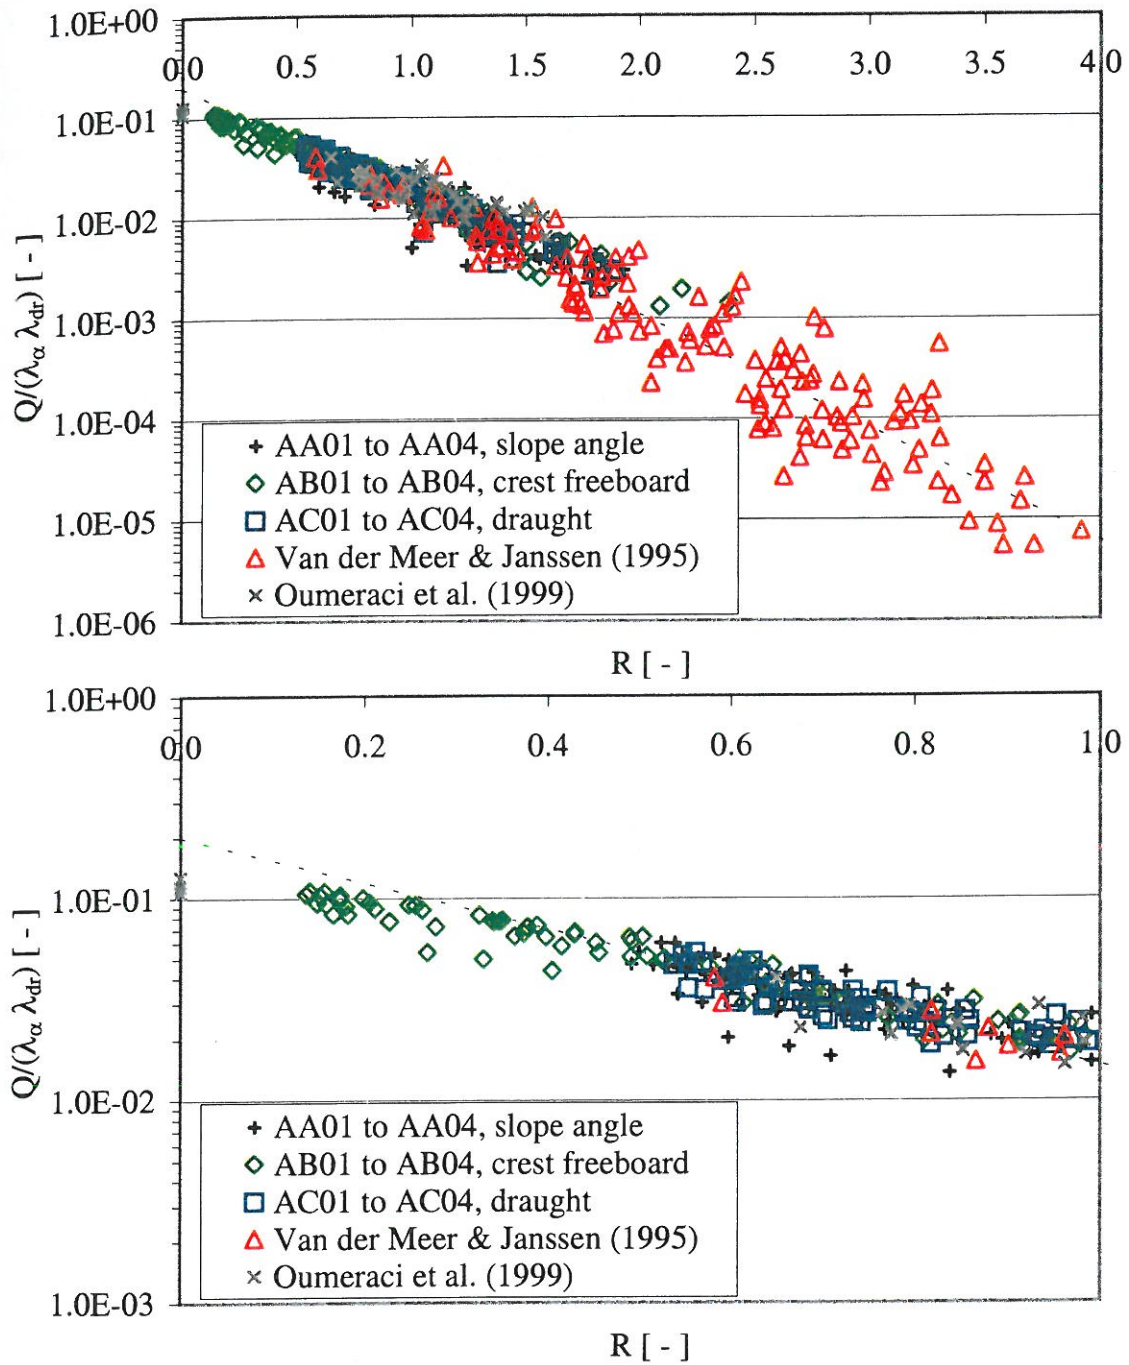 1.0E+00
0.0 0.5 1.0 1.5 2.0 2.5 3.0 3.5 4.0
1.0E-01
1.0E-02
1.0E-03
1.0E-04
1.0E-05
1.0E-06
Q/(λα λdr) [ - ]
+ AA01 to AA04, slope angle
◇ AB01 to AB04, crest freeboard
□ AC01 to AC04, draught
△ Van der Meer & Janssen (1995)
× Oumeraci et al. (1999)
R [ - ]
1.0E+00
0.0 0.2 0.4 0.6 0.8 1.0
1.0E-01
1.0E-02
1.0E-03
Q/(λα λdr) [ - ]
+ AA01 to AA04, slope angle
◇ AB01 to AB04, crest freeboard
□ AC01 to AC04, draught
△ Van der Meer & Janssen (1995)
× Oumeraci et al. (1999)
R [ - ]